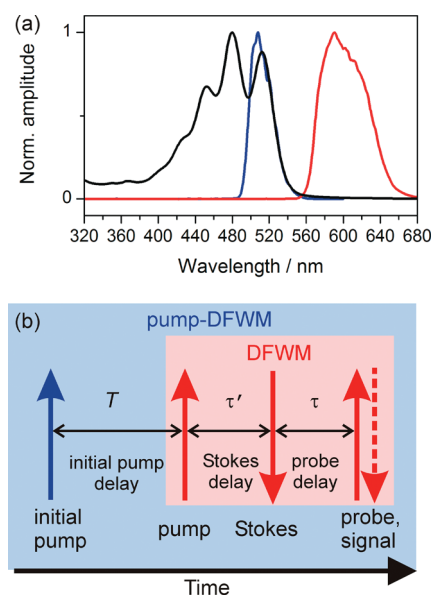 (a)
Norm. amplitude
1
0
320 360 400 440 480 520 560 600 640 680
Wavelength / nm
(b)
pump-DFWM
DFWM
T
τ′
τ
initial pump
delay
Stokes
delay
probe
delay
initial
pump
pump
Stokes
probe,
signal
Time